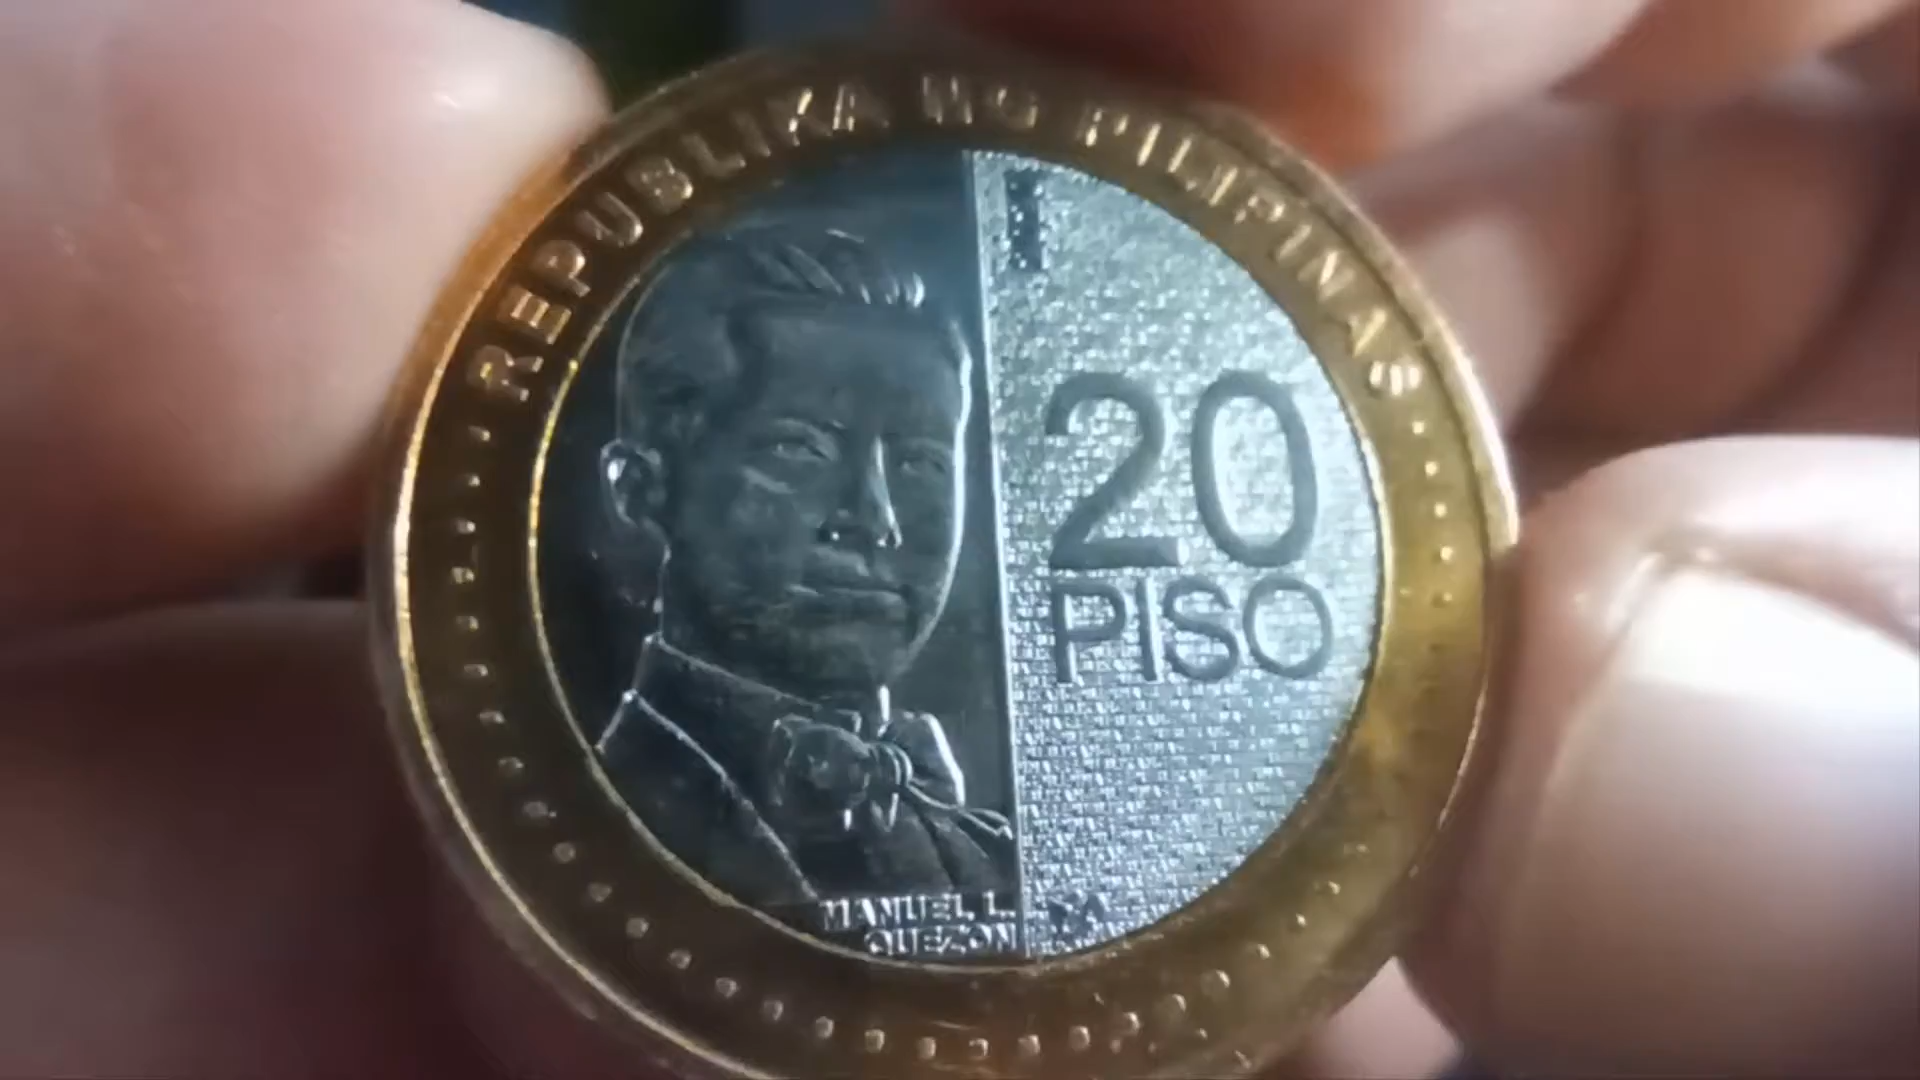 REPUBLIKA NG PILIPINAS
20
PISO
MANUEL L.
QUEZON